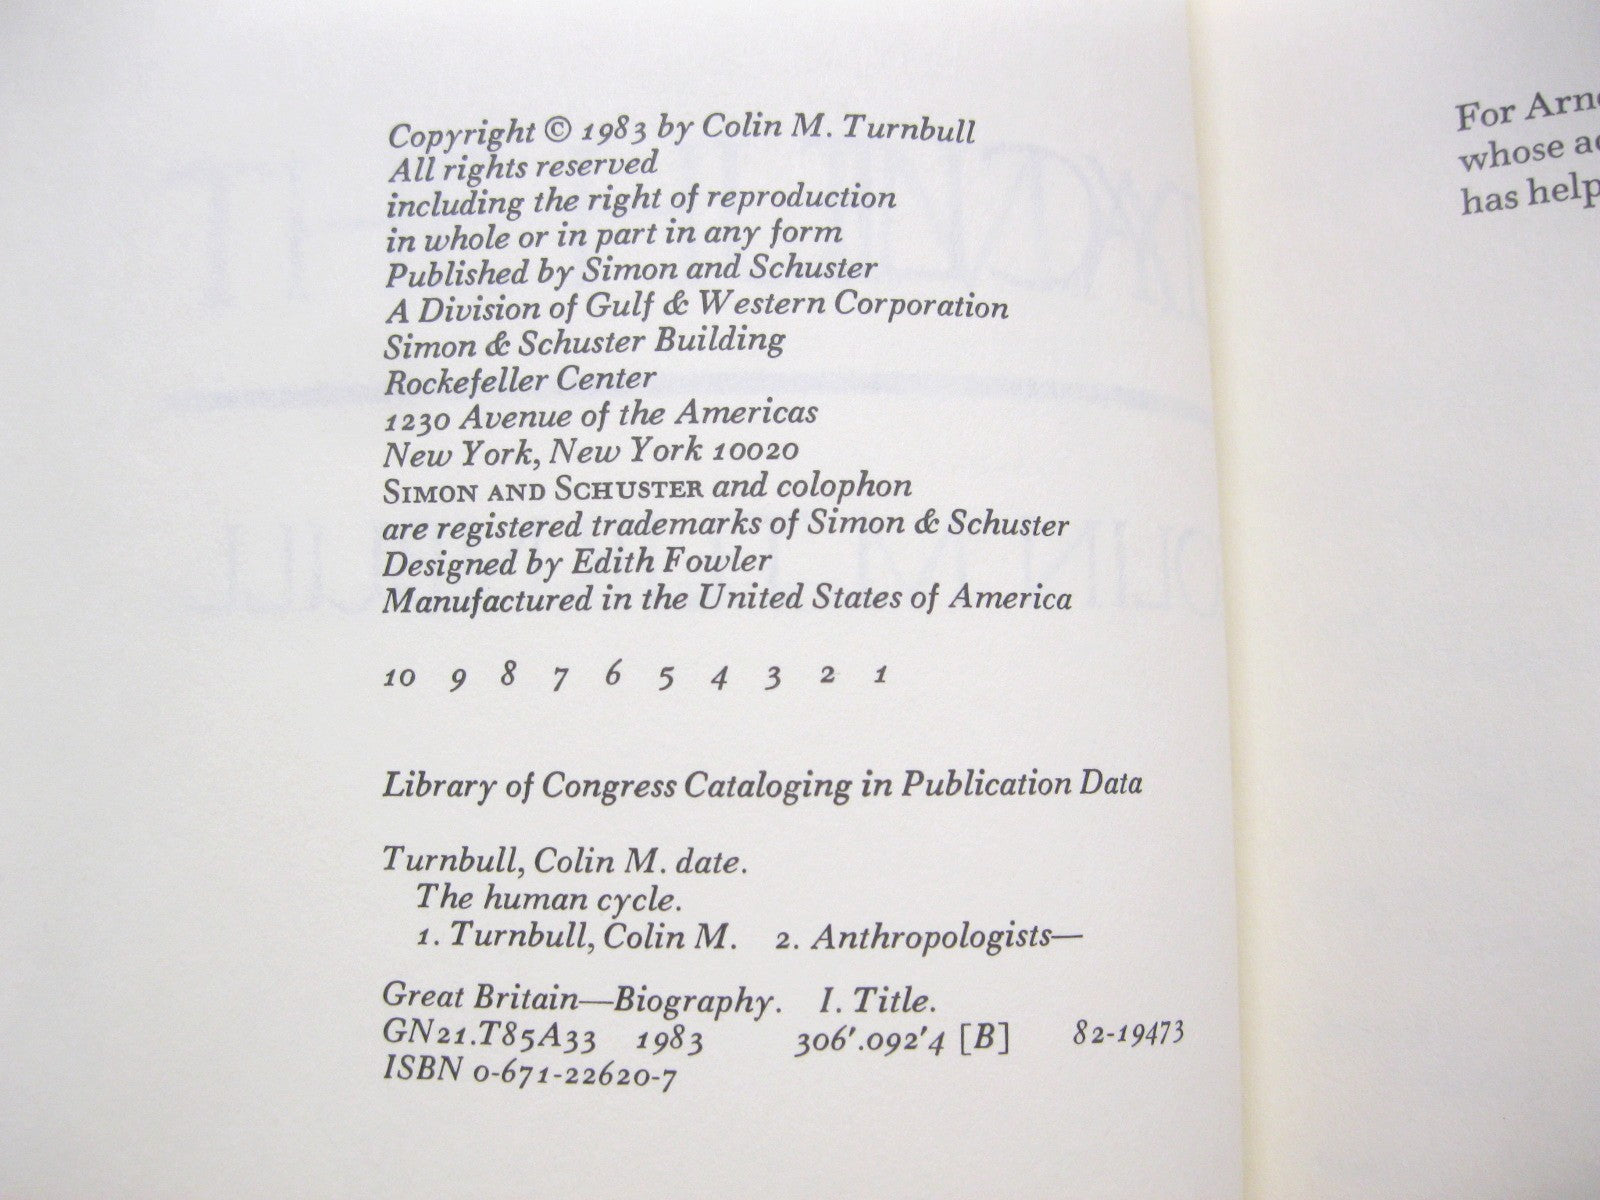 Copyright © 1983 by Colin M. Turnbull
All rights reserved
including the right of reproduction
in whole or in part in any form
Published by Simon and Schuster
A Division of Gulf & Western Corporation
Simon & Schuster Building
Rockefeller Center
1230 Avenue of the Americas
New York, New York 10020
SIMON AND SCHUSTER and colophon
are registered trademarks of Simon & Schuster
Designed by Edith Fowler
Manufactured in the United States of America
10 9 8 7 6 5 4 3 2 1
Library of Congress Cataloging in Publication Data
Turnbull, Colin M. date.
The human cycle.
1. Turnbull, Colin M. 2. Anthropologists—
Great Britain—Biography. I. Title.
GN21.T85A33 1983 306'.092'4 [B] 82-19473
ISBN 0-671-22620-7
For
whose
has